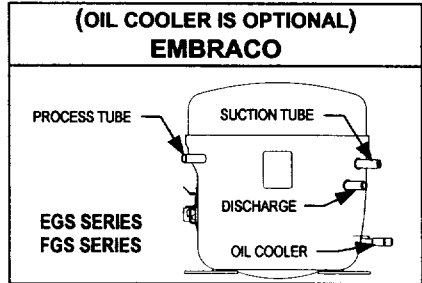 (OIL COOLER IS OPTIONAL)
EMBRACO
PROCESS TUBE
SUCTION TUBE
DISCHARGE
EGS SERIES
FGS SERIES
OIL COOLER